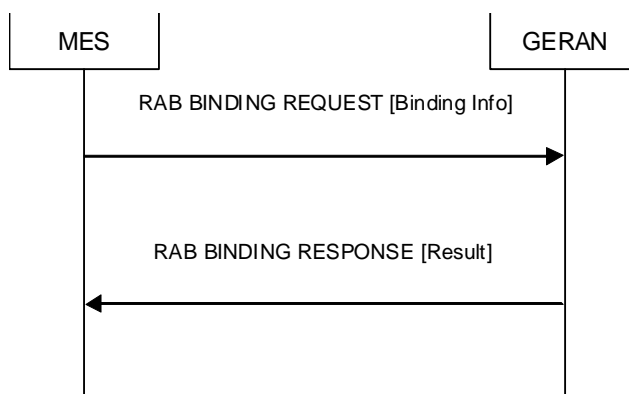 MES
GERAN
RAB BINDING REQUEST [Binding Info]
RAB BINDING RESPONSE [Result]